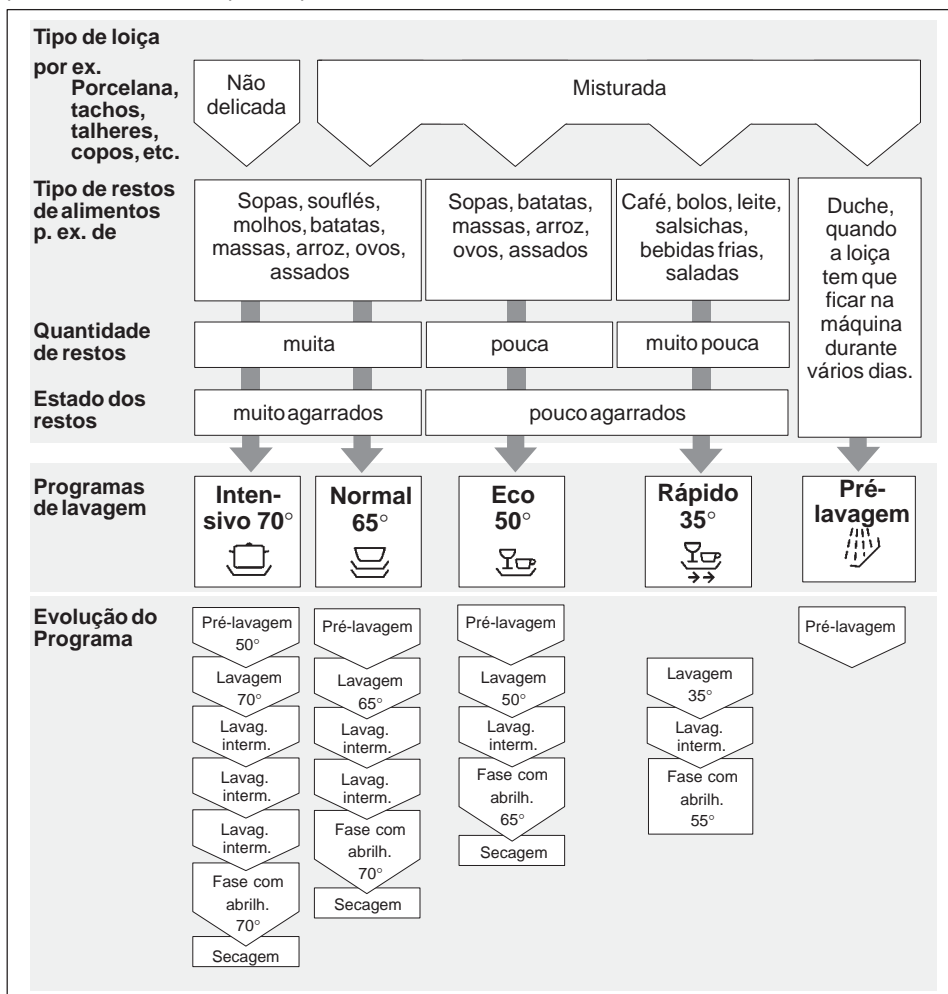 Tipo de loiça
por ex.
Porcelana,
tachos,
talheres,
copos, etc.
Não
delicada
Misturada
Tipo de restos
de alimentos
p. ex. de
Sopas, souflés,
molhos, batatas,
massas, arroz, ovos,
assados
Sopas, batatas,
massas, arroz,
ovos, assados
Café, bolos, leite,
salsichas,
bebidas frias,
saladas
Duche,
quando
a loiça
tem que
ficar na
máquina
durante
vários dias.
Quantidade
de restos
muita
pouca
muito pouca
Estado dos
restos
muito agarrados
pouco agarrados
Programas
de lavagem
Inten-
sivo 70°
Normal
65°
Eco
50°
Rápido
35°
Pré-
lavagem
Evolução do
Programa
Pré-lavagem
50°
Lavagem
70°
Lavag.
interm.
Lavag.
interm.
Lavag.
interm.
Fase com
abrilh.
70°
Secagem
Pré-lavagem
Lavagem
65°
Lavag.
interm.
Lavag.
interm.
Fase com
abrilh.
70°
Secagem
Pré-lavagem
Lavagem
50°
Lavag.
interm.
Fase com
abrilh.
65°
Secagem
Lavagem
35°
Lavag.
interm.
Fase com
abrilh.
55°
Pré-lavagem